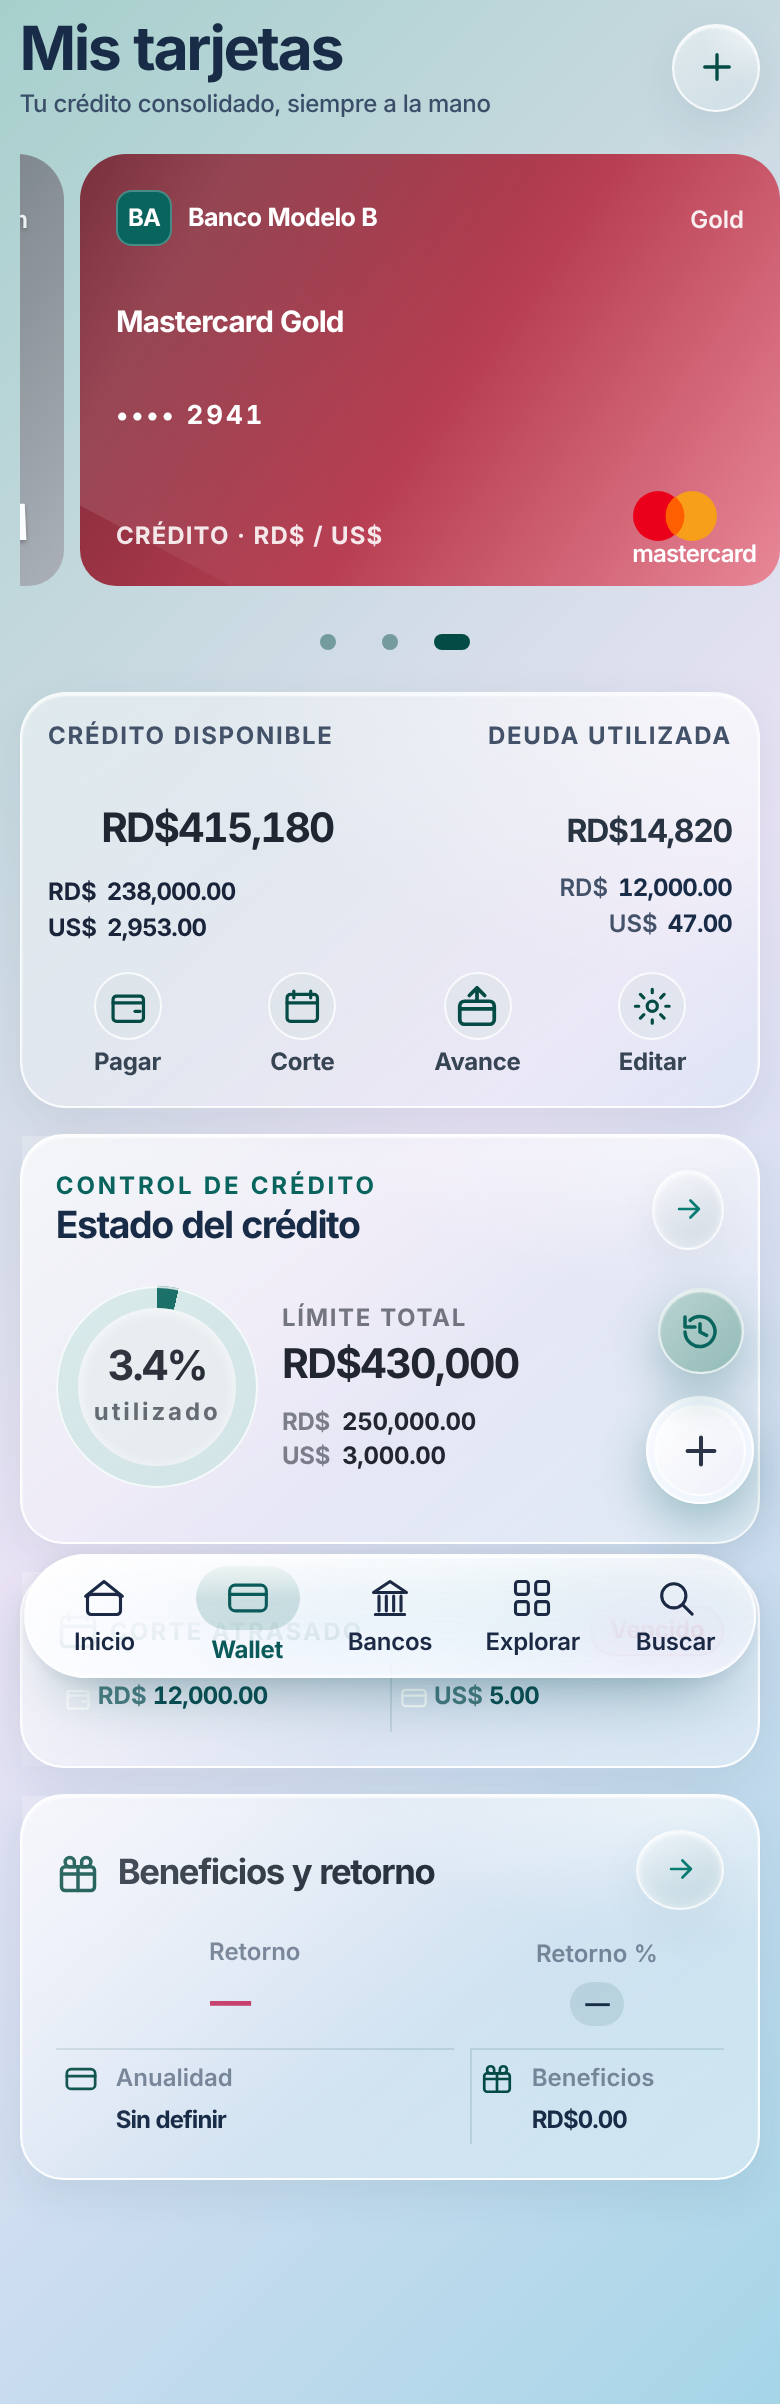 Mis tarjetas
Tu crédito consolidado, siempre a la mano
BA Banco Modelo B Gold
Mastercard Gold
•••• 2941
CRÉDITO · RD$ / US$
mastercard
CRÉDITO DISPONIBLE DEUDA UTILIZADA
RD$415,180 RD$14,820
RD$ 238,000.00 RD$ 12,000.00
US$ 2,953.00 US$ 47.00
Pagar Corte Avance Editar
CONTROL DE CRÉDITO
Estado del crédito
3.4%
utilizado
LÍMITE TOTAL
RD$430,000
RD$ 250,000.00
US$ 3,000.00
CORTE ATRASADO Vencido
Inicio Wallet Bancos Explorar Buscar
RD$ 12,000.00 US$ 5.00
Beneficios y retorno
Retorno Retorno %
— —
Anualidad Beneficios
Sin definir RD$0.00